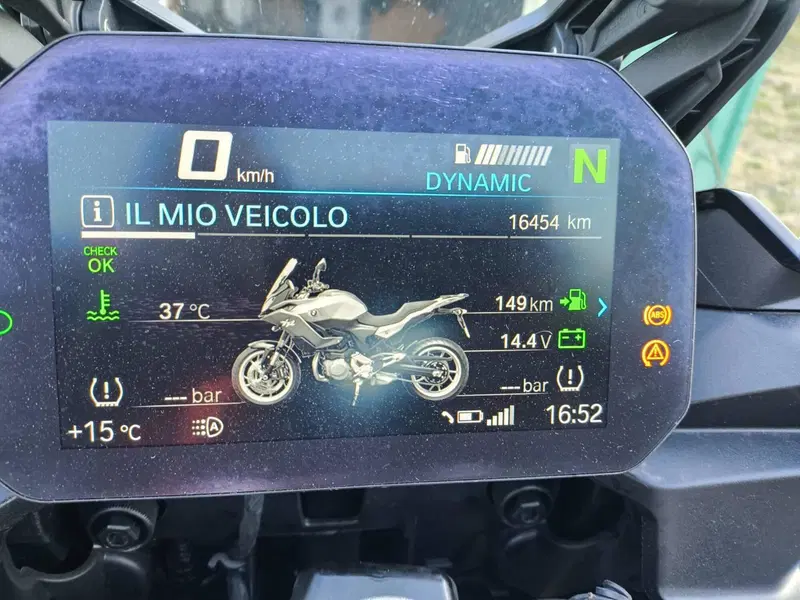 0 km/h
DYNAMIC
N
i IL MIO VEICOLO
16454 km
CHECK
OK
37 °C
149 km
14.4 V
ABS
--- bar
--- bar
+15 °C
A
16:52